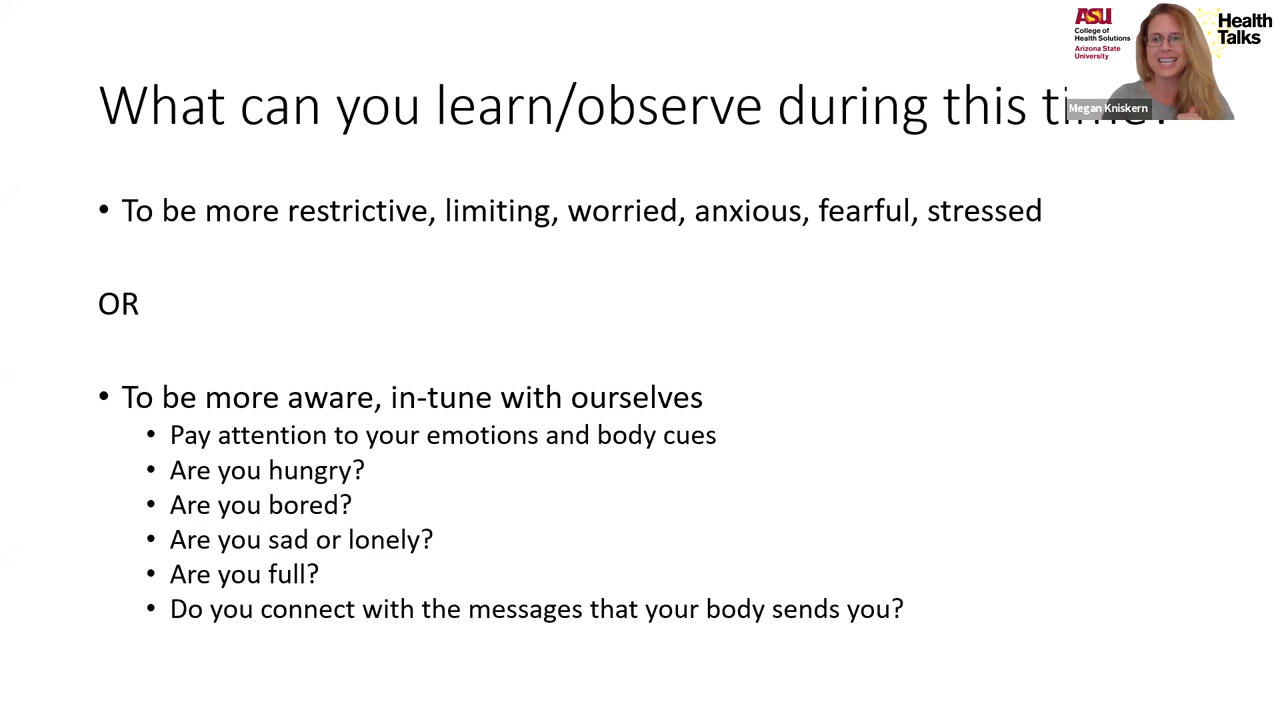 ASU
College of
Health Solutions
Arizona State
University
Health
Talks
Megan Kniskern
What can you learn/observe during this time?
• To be more restrictive, limiting, worried, anxious, fearful, stressed
OR
• To be more aware, in-tune with ourselves
• Pay attention to your emotions and body cues
• Are you hungry?
• Are you bored?
• Are you sad or lonely?
• Are you full?
• Do you connect with the messages that your body sends you?